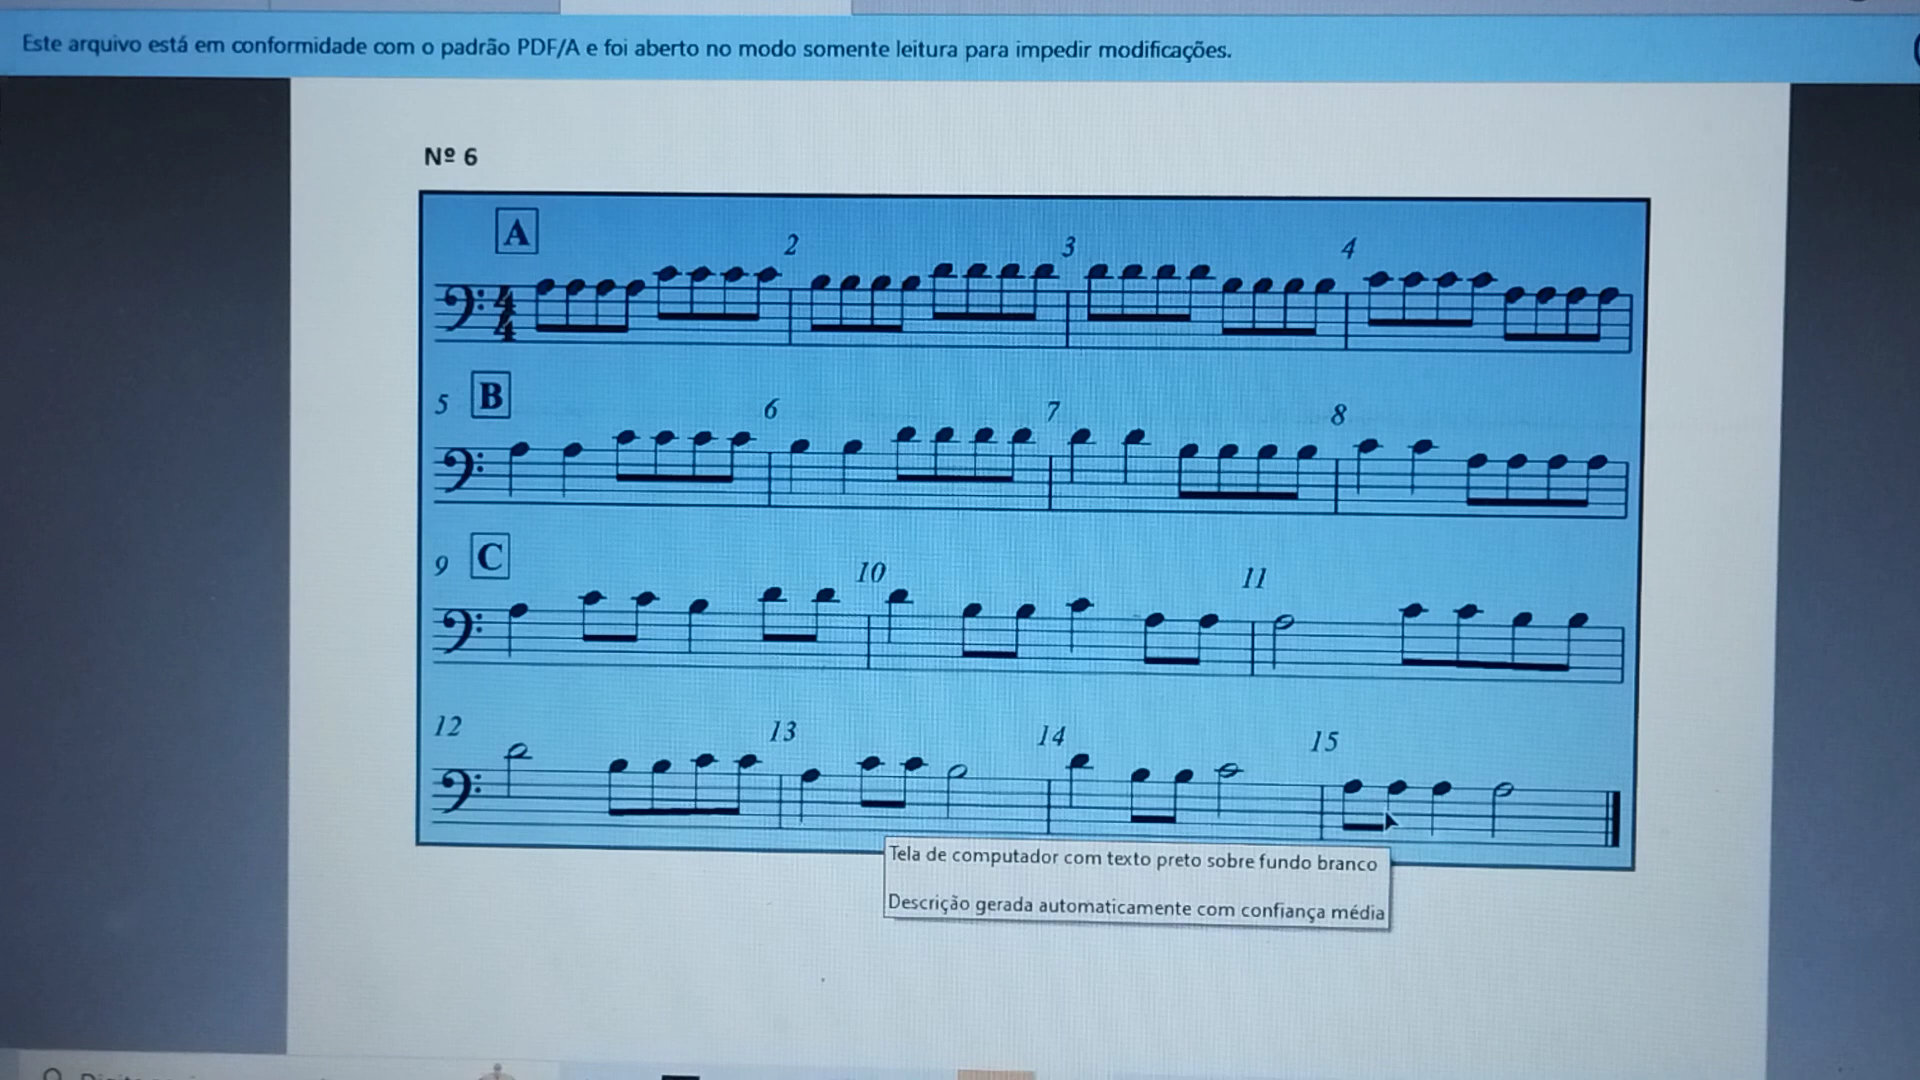 Este arquivo está em conformidade com o padrão PDF/A e foi aberto no modo somente leitura para impedir modificações.
Nº 6
A
2
3
4
4
4
5
B
6
7
8
9
C
10
11
12
13
14
15
Tela de computador com texto preto sobre fundo branco
Descrição gerada automaticamente com confiança média